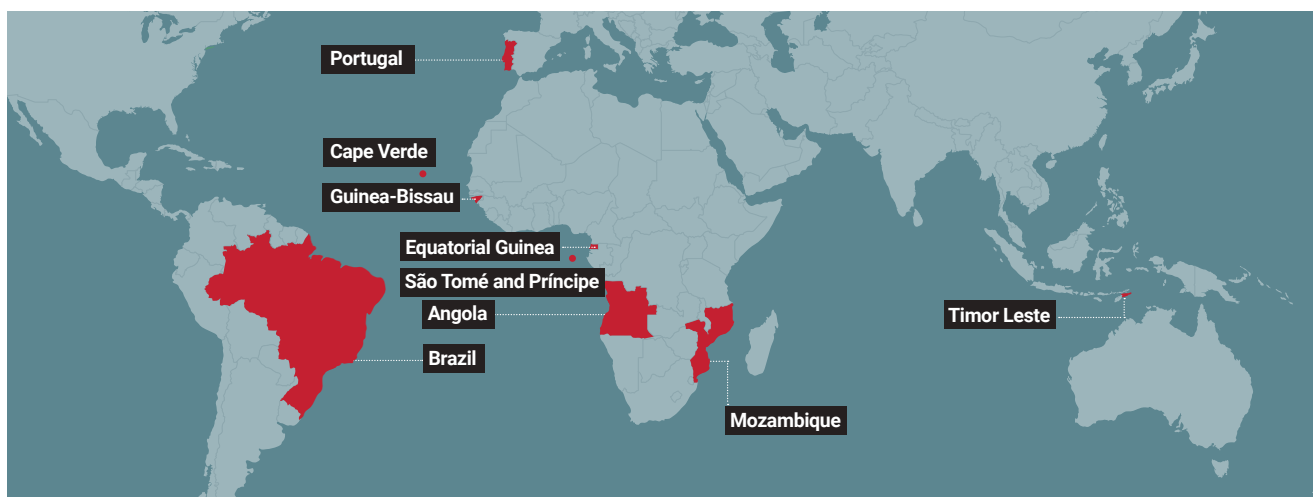 Portugal
Cape Verde
Guinea-Bissau
Equatorial Guinea
São Tomé and Príncipe
Angola
Timor Leste
Brazil
Mozambique